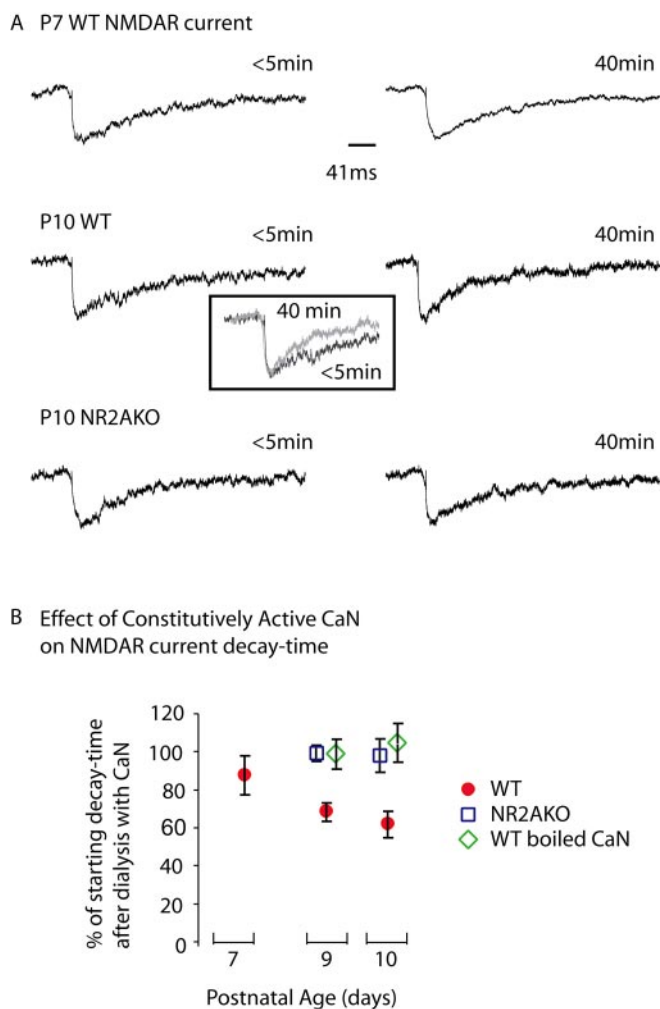 A P7 WT NMDAR current
<5min
40min
41ms
P10 WT
<5min
40min
40 min
<5min
P10 NR2AKO
<5min
40min
B Effect of Constitutively Active CaN
on NMDAR current decay-time
% of starting decay-time
after dialysis with CaN
120
100
80
60
40
20
0
7
9
10
Postnatal Age (days)
WT
NR2AKO
WT boiled CaN